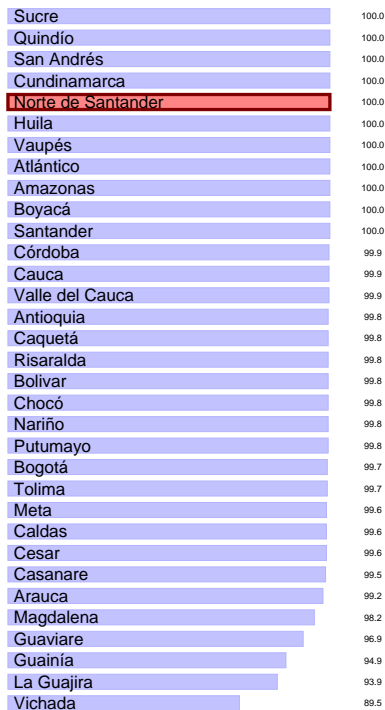 Sucre 100.0
Quindío 100.0
San Andrés 100.0
Cundinamarca 100.0
Norte de Santander 100.0
Huila 100.0
Vaupés 100.0
Atlántico 100.0
Amazonas 100.0
Boyacá 100.0
Santander 100.0
Córdoba 99.9
Cauca 99.9
Valle del Cauca 99.9
Antioquia 99.8
Caquetá 99.8
Risaralda 99.8
Bolivar 99.8
Chocó 99.8
Nariño 99.8
Putumayo 99.8
Bogotá 99.7
Tolima 99.7
Meta 99.6
Caldas 99.6
Cesar 99.6
Casanare 99.5
Arauca 99.2
Magdalena 98.2
Guaviare 96.9
Guainía 94.9
La Guajira 93.9
Vichada 89.5